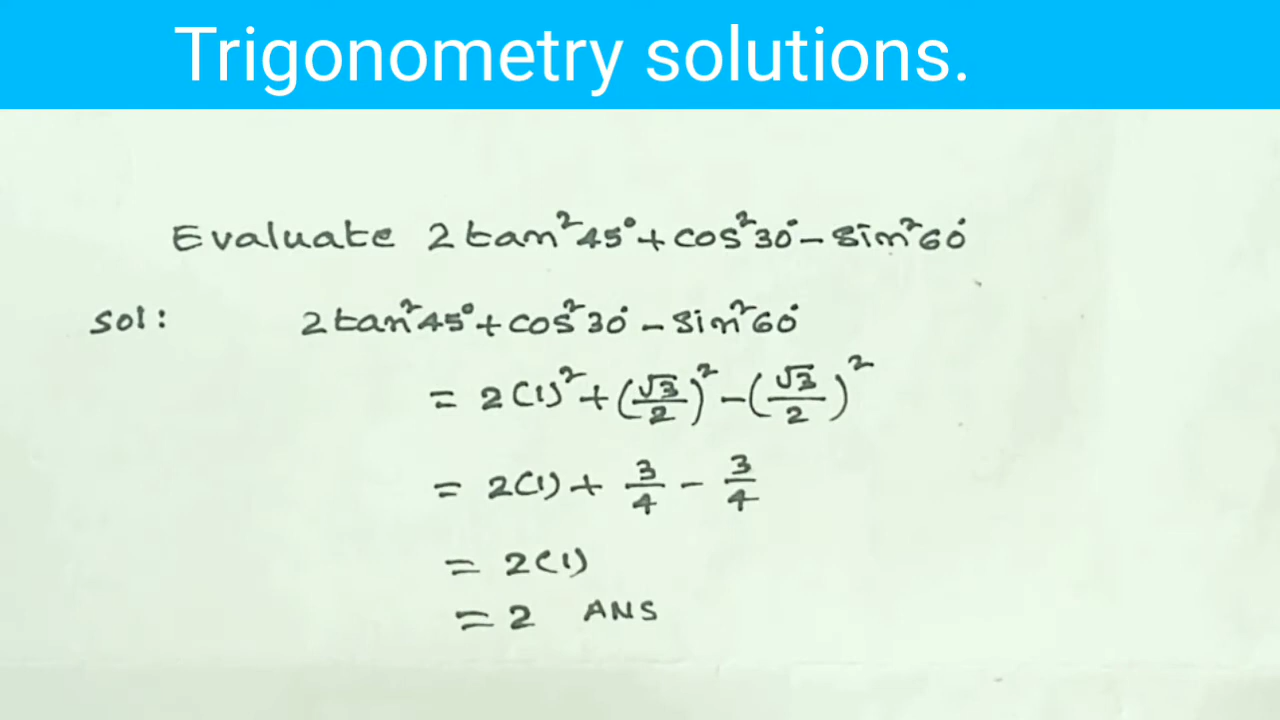 Trigonometry solutions.
Evaluate 2tan²45°+cos²30°-sin²60°
Sol: 2tan²45°+cos²30°-sin²60°
= 2(1)²+(√3/2)²-(√3/2)²
= 2(1)+ 3/4 - 3/4
= 2(1)
= 2 ANS